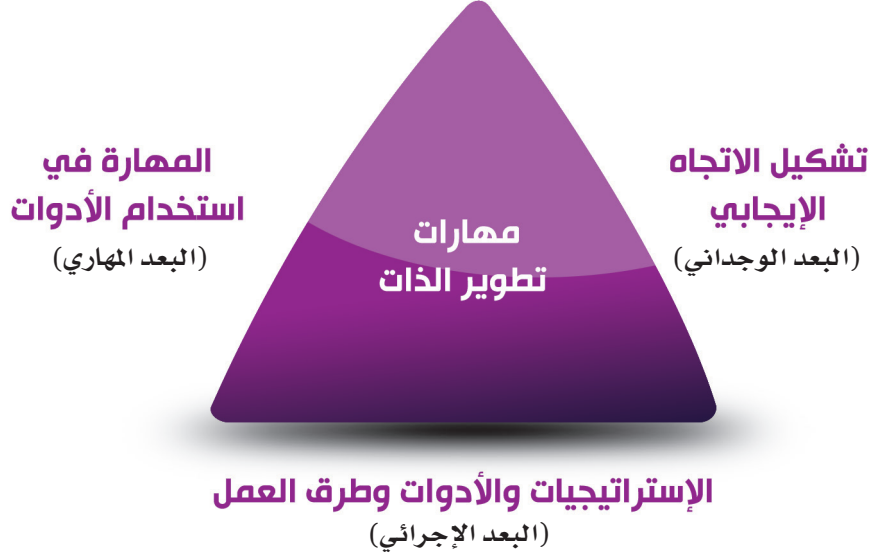 تشكيل الاتجاه
الإيجابي
(البعد الوجداني)
مهارات
تطوير الذات
المهارة في
استخدام الأدوات
(البعد المهاري)
الإستراتيجيات والأدوات وطرق العمل
(البعد الإجرائي)